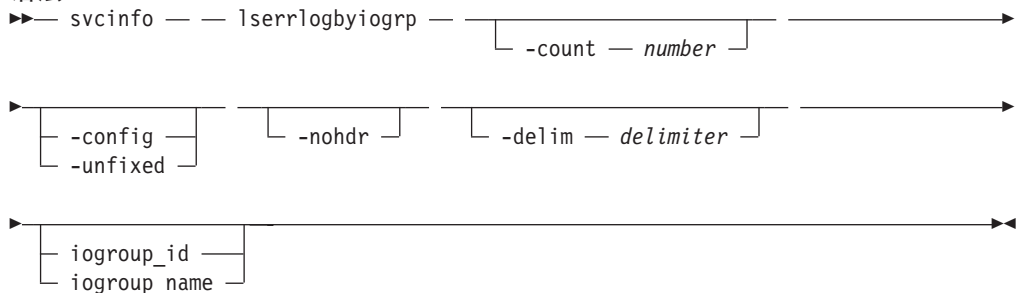 svcinfo lserrlogbyiogrp
-count number
-config -nohdr -delim delimiter
-unfixed
iogroup_id
iogroup_name